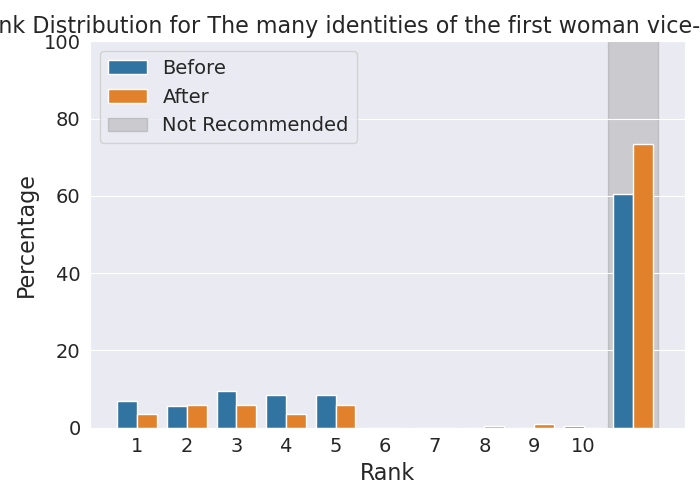 nk Distribution for The many identities of the first woman vice-
100
80
60
40
20
0
Percentage
Before
After
Not Recommended
1 2 3 4 5 6 7 8 9 10
Rank